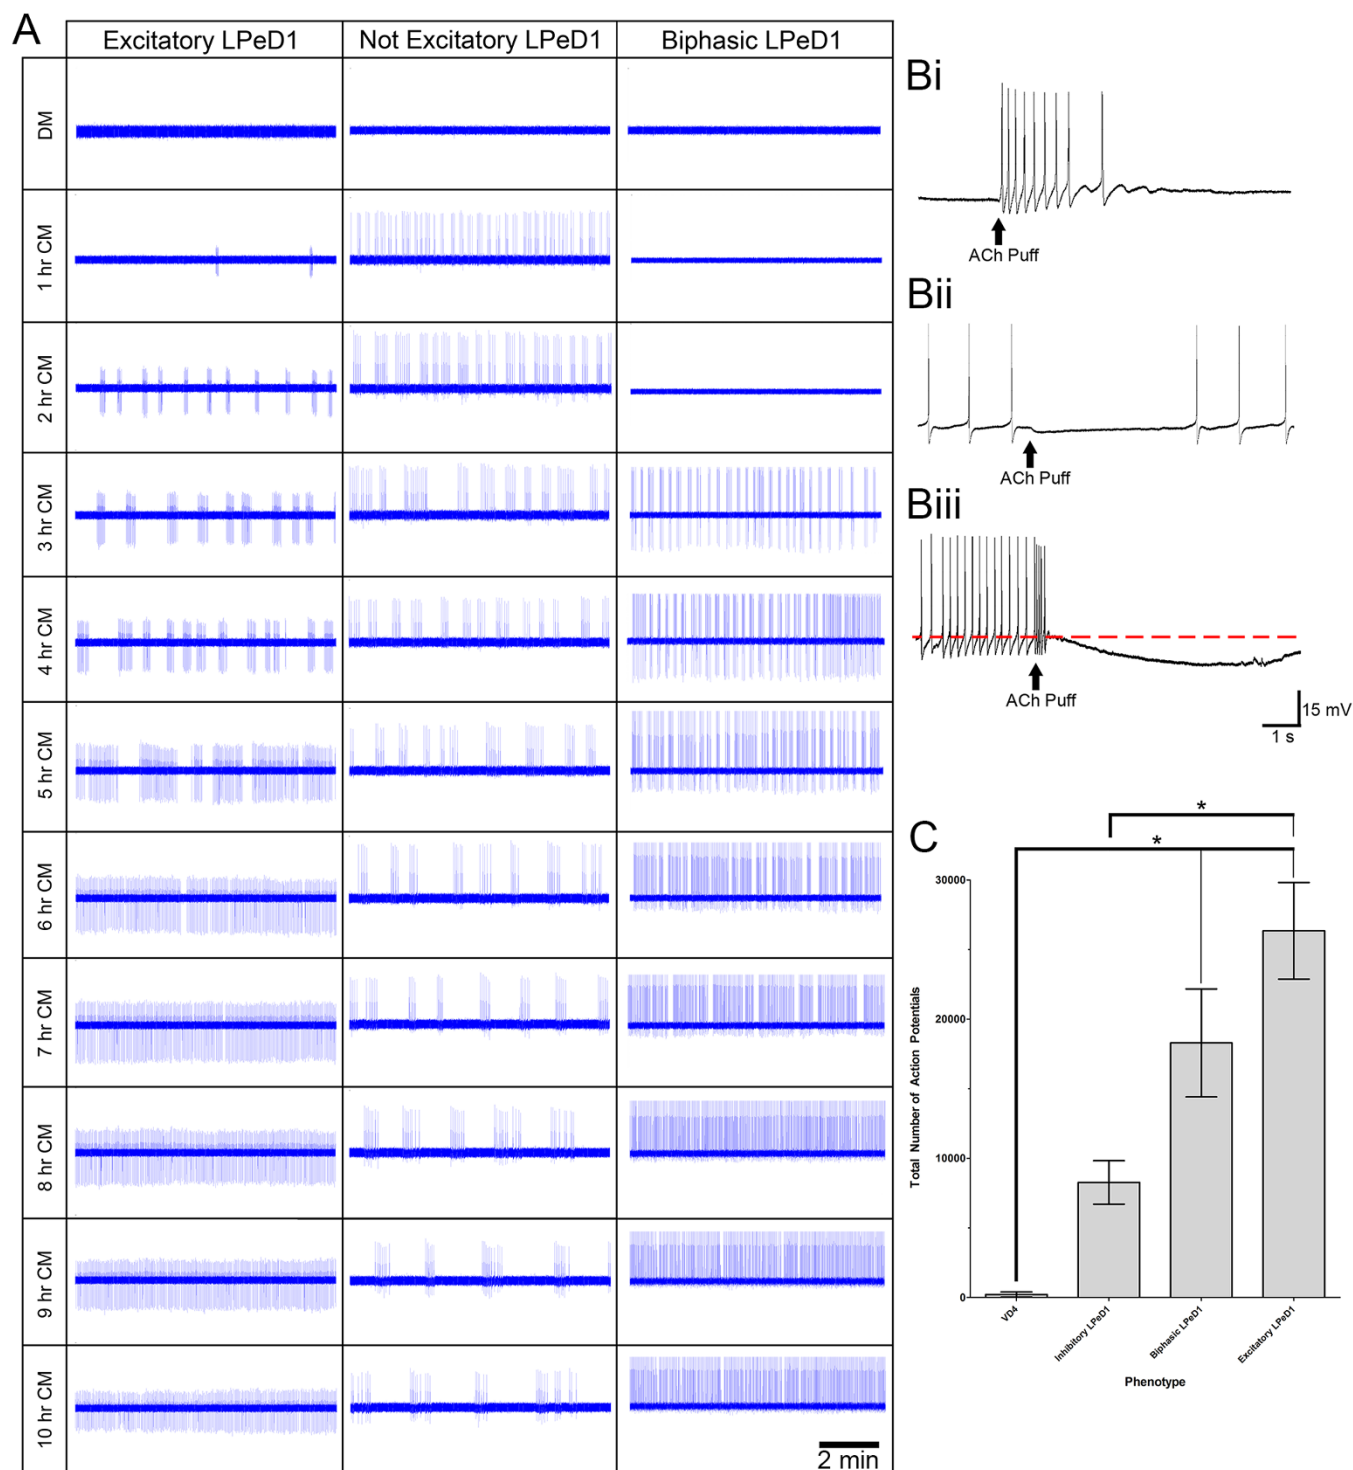 A
Excitatory LPeD1
Not Excitatory LPeD1
Biphasic LPeD1
DM
1 hr CM
2 hr CM
3 hr CM
4 hr CM
5 hr CM
6 hr CM
7 hr CM
8 hr CM
9 hr CM
10 hr CM
2 min
Bi
ACh Puff
Bii
ACh Puff
Biii
ACh Puff
15 mV
1 s
C
*
*
Total Number of Action Potentials
30000
20000
10000
0
VD4
Inhibitory LPeD1
Biphasic LPeD1
Excitatory LPeD1
Phenotype